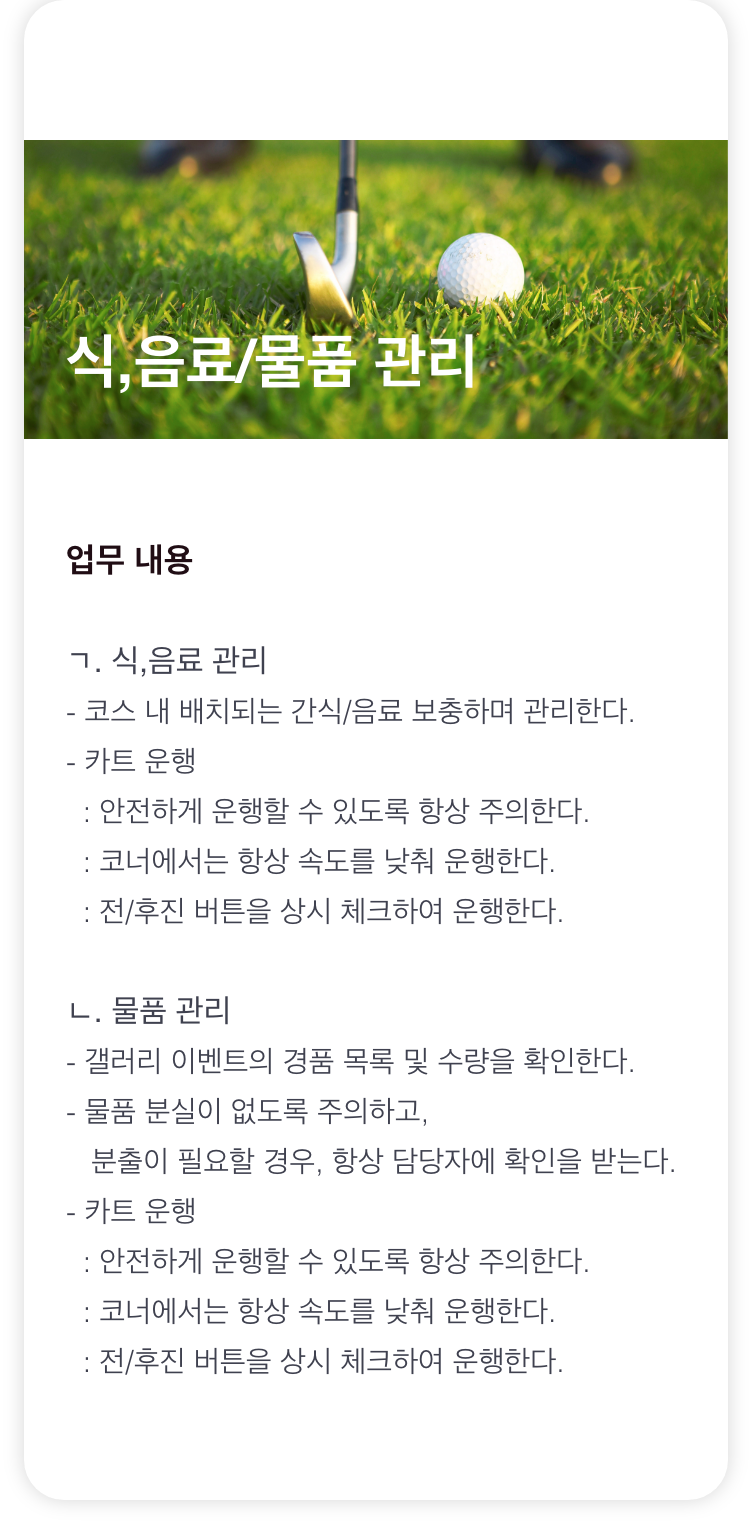 식,음료/물품 관리
업무 내용
ㄱ. 식,음료 관리
- 코스 내 배치되는 간식/음료 보충하며 관리한다.
- 카트 운행
: 안전하게 운행할 수 있도록 항상 주의한다.
: 코너에서는 항상 속도를 낮춰 운행한다.
: 전/후진 버튼을 상시 체크하여 운행한다.
ㄴ. 물품 관리
- 갤러리 이벤트의 경품 목록 및 수량을 확인한다.
- 물품 분실이 없도록 주의하고,
분출이 필요할 경우, 항상 담당자에 확인을 받는다.
- 카트 운행
: 안전하게 운행할 수 있도록 항상 주의한다.
: 코너에서는 항상 속도를 낮춰 운행한다.
: 전/후진 버튼을 상시 체크하여 운행한다.